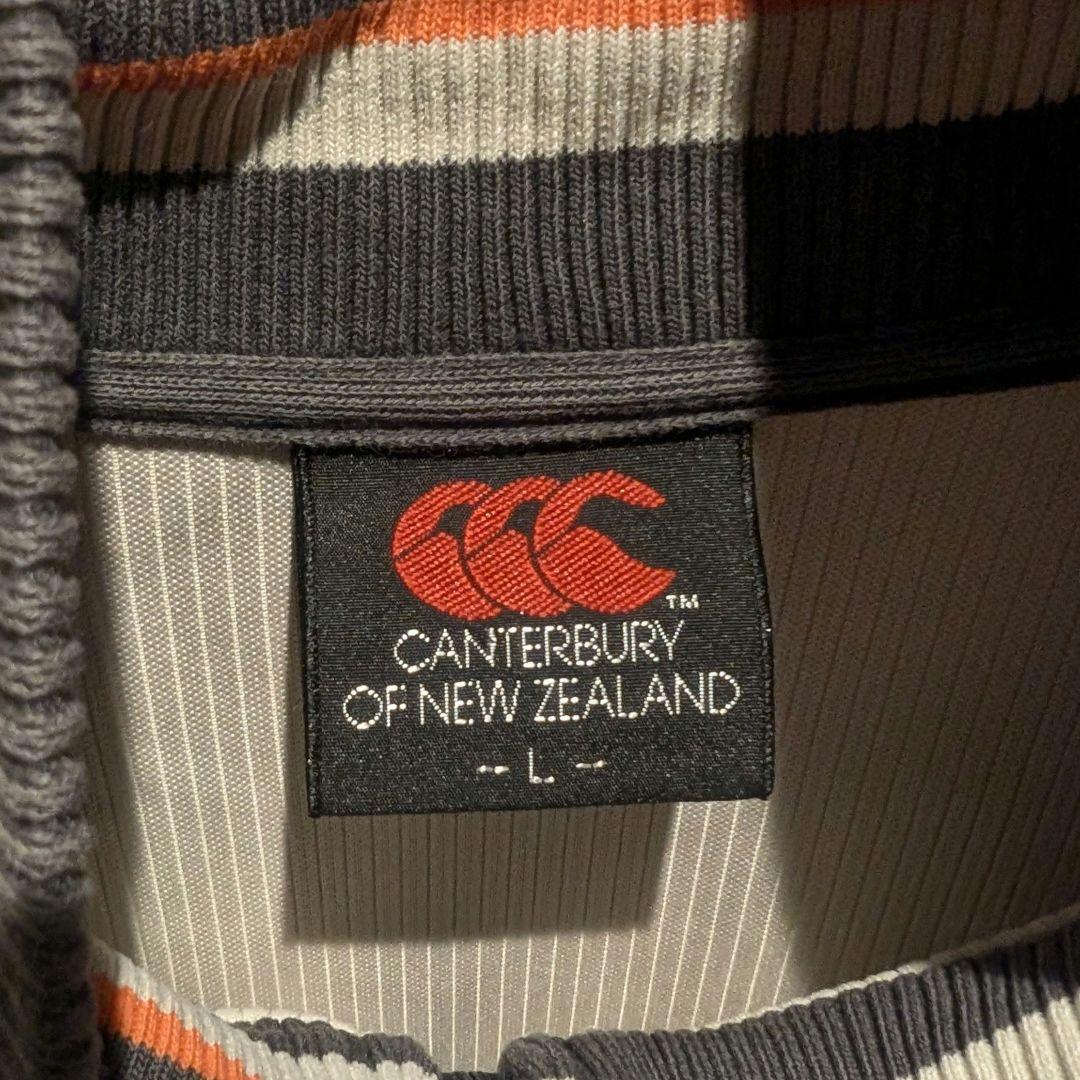 TM
CANTERBURY
OF NEW ZEALAND
- L -